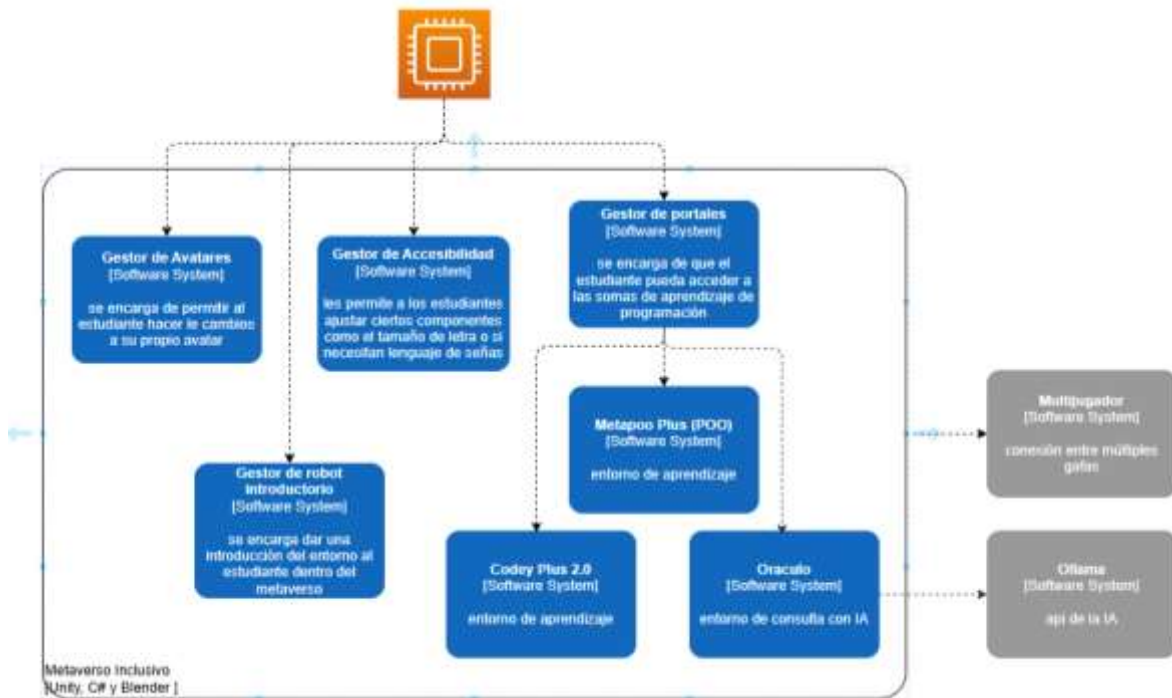 Gestor de portales
[Software System]
se encarga de que el
estudiante pueda acceder a
las somas de aprendizaje de
programación
Gestor de Avatares
[Software System]
se encarga de permitir al
estudiante hacer le cambios
a su propio avatar
Gestor de Accesibilidad
[Software System]
les permite a los estudiantes
ajustar ciertos componentes
como el tamaño de letra o si
necesitan lenguaje de señas
Metapoo Plus (POO)
[Software System]
entorno de aprendizaje
Multijugador
[Software System]
conexión entre múltiples
gafas
Gestor de robot
introductorio
[Software System]
se encarga dar una
introducción del entorno al
estudiante dentro del
metaverso
Codey Plus 2.0
[Software System]
entorno de aprendizaje
Oraculo
[Software System]
entorno de consulta con IA
Ollama
[Software System]
api de la IA
Metaverso Inclusivo
[Unity, C# y Blender ]